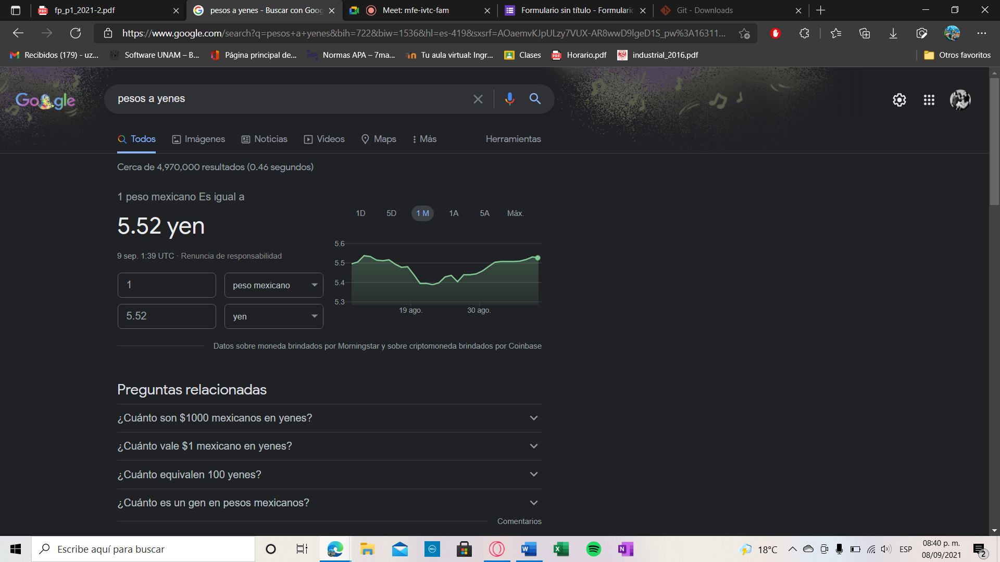 fp_p1_2021-2.pdf
pesos a yenes - Buscar con Goog
Meet: mfe-ivtc-fam
Formulario sin título - Formulario
Git - Downloads
https://www.google.com/search?q=pesos+a+yenes&bih=722&biw=1536&hl=es-419&sxsrf=AOaemvKJpULzy7VUX-AR8wwD9lgeD1S_pw%3A16311...
Recibidos (179) - uz...
Software UNAM – B...
Página principal de...
Normas APA – 7ma...
Tu aula virtual: Ingr...
Clases
Horario.pdf
industrial_2016.pdf
Otros favoritos
Google
pesos a yenes
Todos
Imágenes
Noticias
Videos
Maps
Más
Herramientas
Cerca de 4,970,000 resultados (0.46 segundos)
1 peso mexicano Es igual a
5.52 yen
9 sep. 1:39 UTC · Renuncia de responsabilidad
1
peso mexicano
5.52
yen
1D
5D
1 M
1A
5A
Máx.
5.6
5.5
5.4
5.3
19 ago.
30 ago.
Datos sobre moneda brindados por Morningstar y sobre criptomoneda brindados por Coinbase
Preguntas relacionadas
¿Cuánto son $1000 mexicanos en yenes?
¿Cuánto vale $1 mexicano en yenes?
¿Cuánto equivalen 100 yenes?
¿Cuánto es un gen en pesos mexicanos?
Comentarios
Escribe aquí para buscar
18°C
ESP
08:40 p. m.
08/09/2021
2